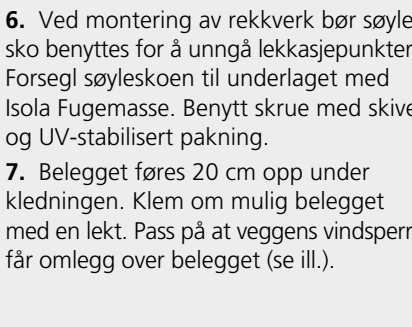 6. Ved montering av rekkverk bør søyle
sko benyttes for å unngå lekkasjepunkter
Forsegl søyleskoen til underlaget med
Isola Fugemasse. Benytt skrue med skive
og UV-stabilisert pakning.
7. Belegget føres 20 cm opp under
kledningen. Klem om mulig belegget
med en lekt. Pass på at veggens vindsperr
får omlegg over belegget (se ill.).